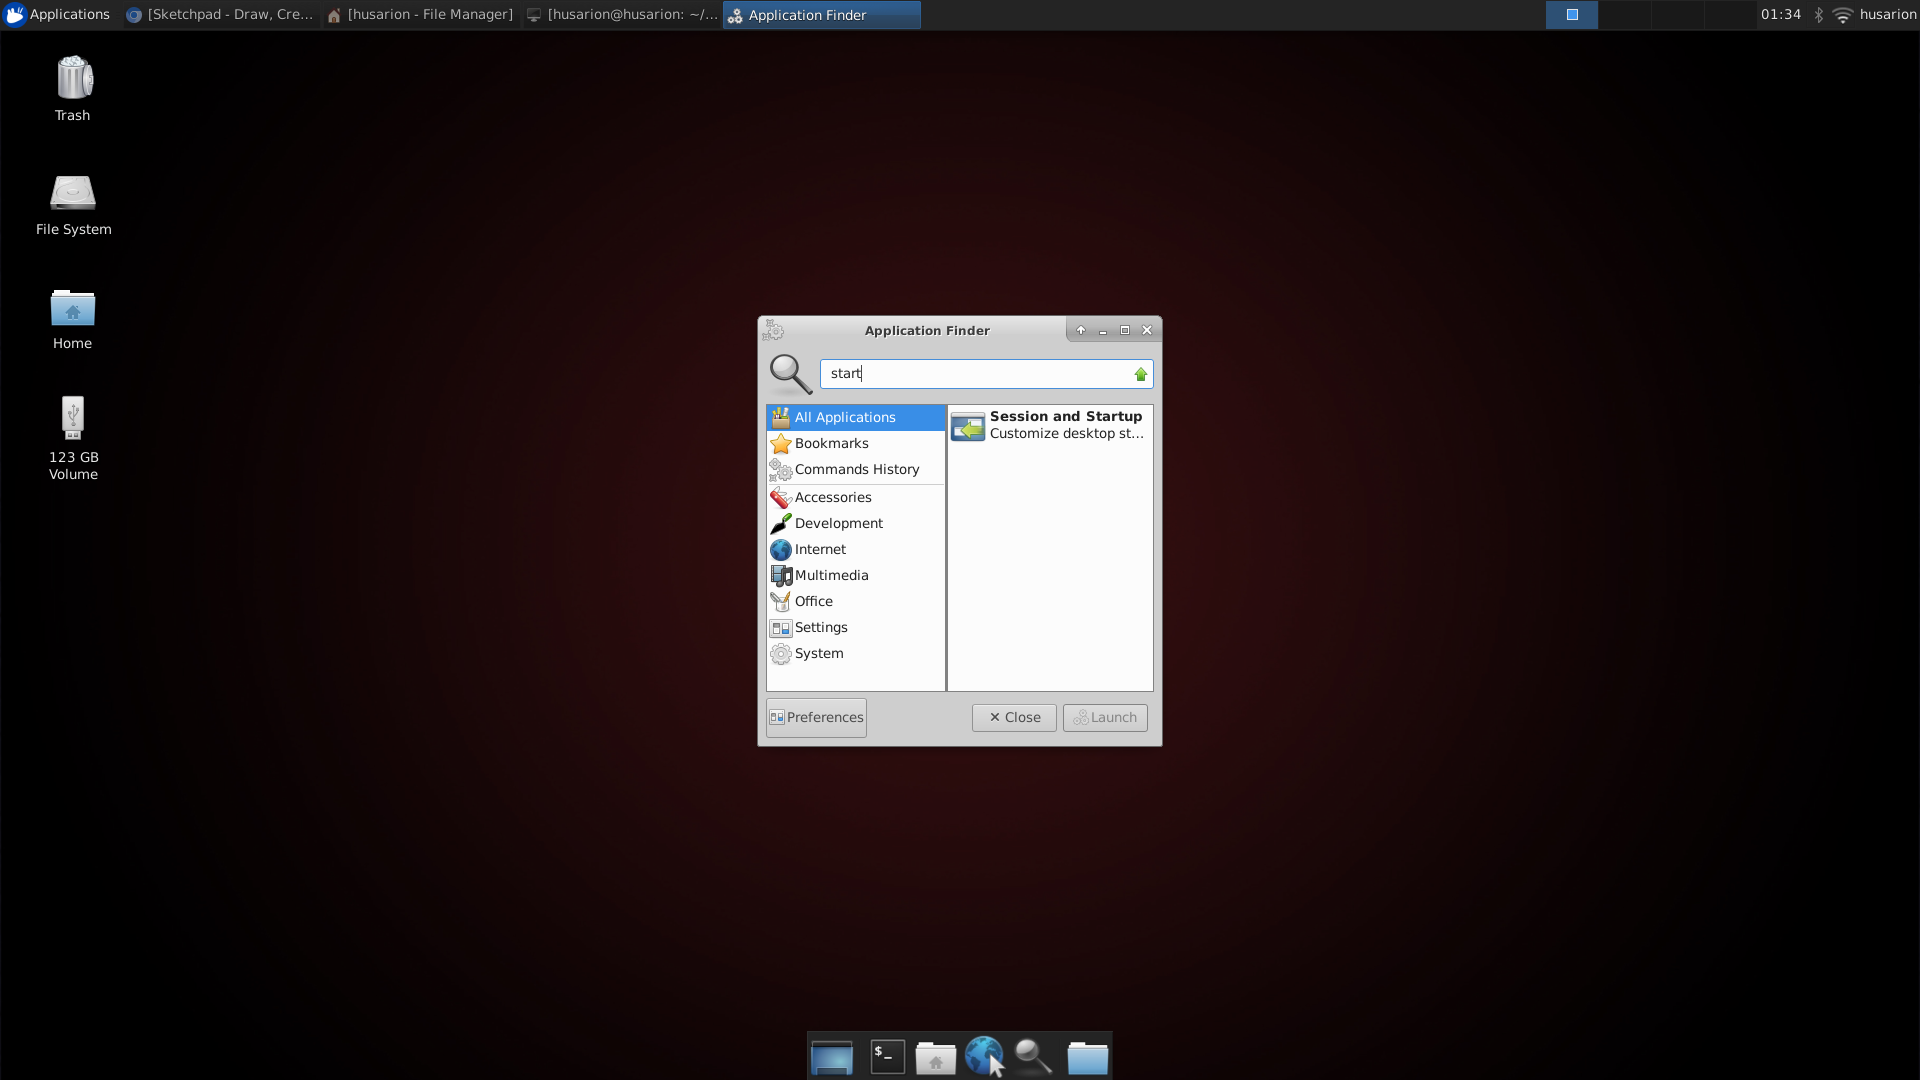 Applications
[Sketchpad - Draw, Cre...
[husarion - File Manager]
[husarion@husarion: ~/...
Application Finder
01:34
husarion
Trash
File System
Home
123 GB
Volume
Application Finder
start
All Applications
Bookmarks
Commands History
Accessories
Development
Internet
Multimedia
Office
Settings
System
Session and Startup
Customize desktop st...
Preferences
Close
Launch
$_